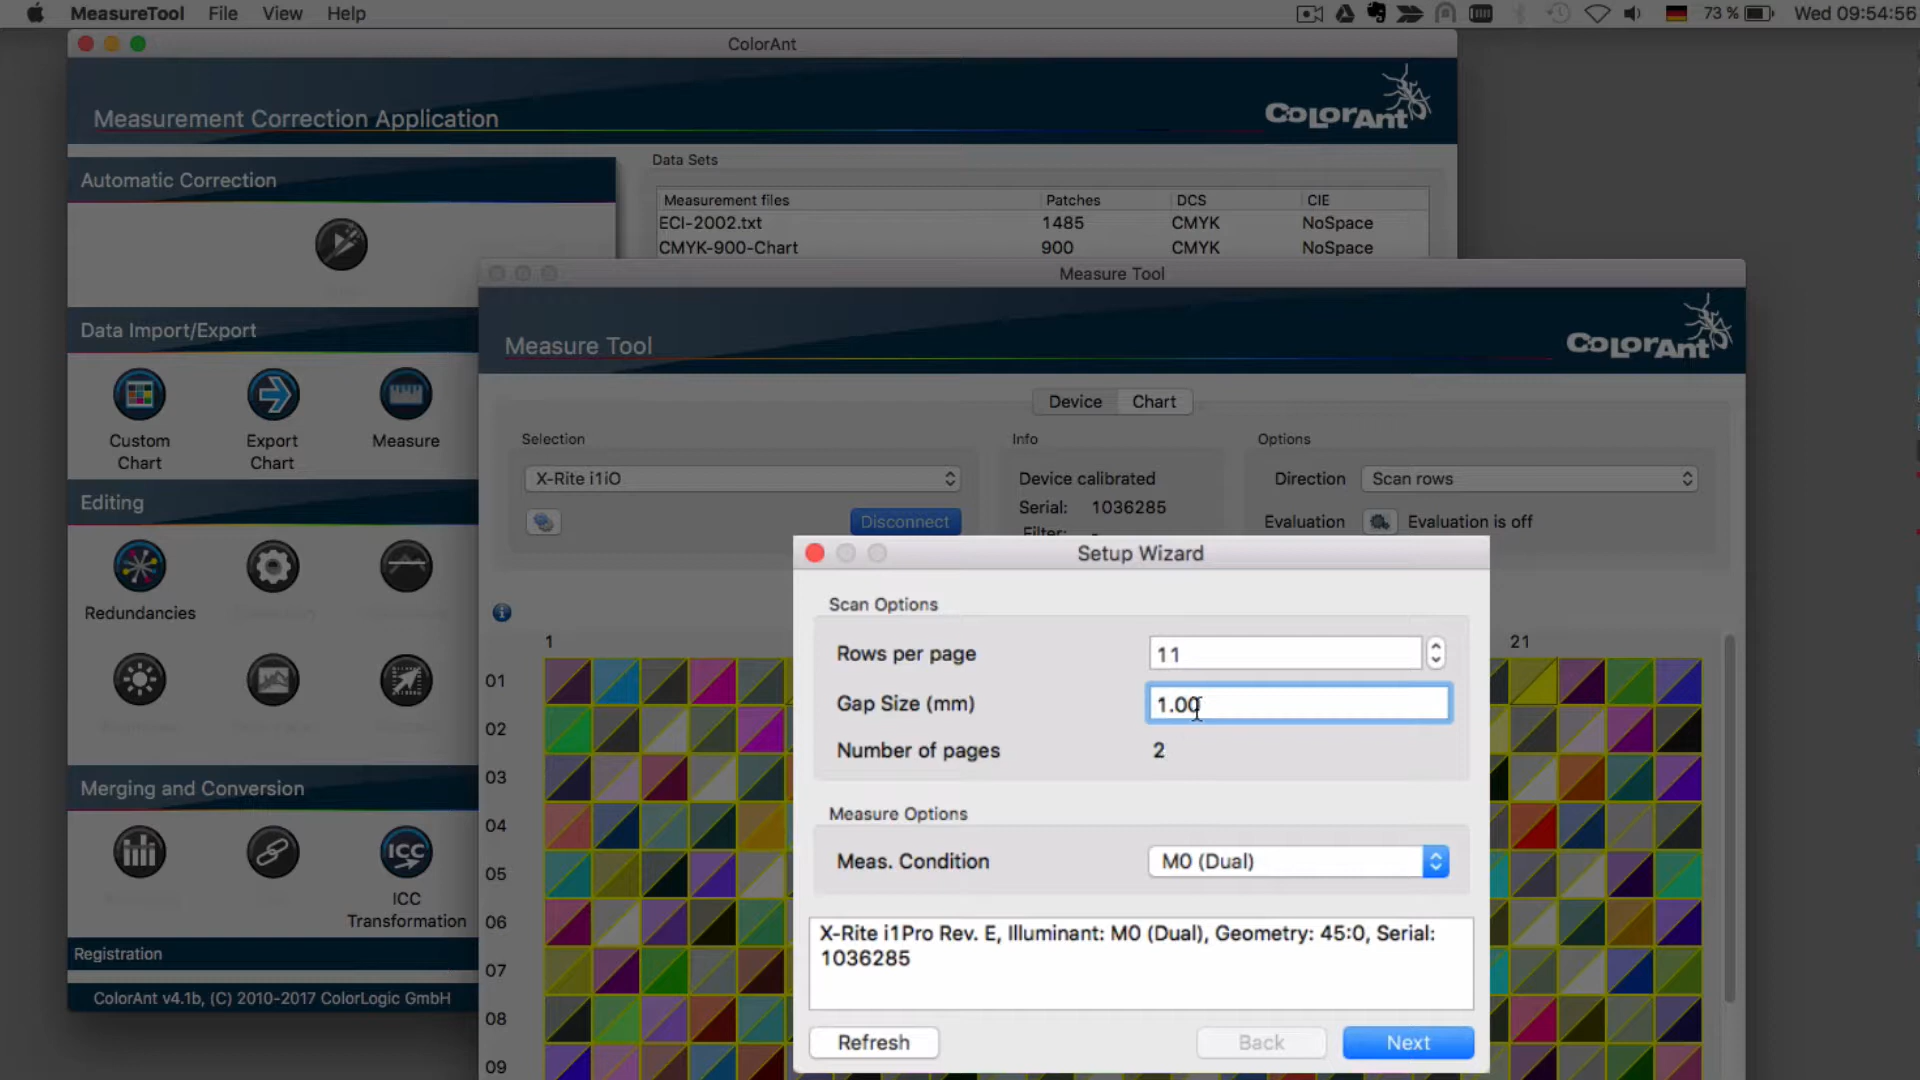 MeasureTool File View Help 73 % Wed 09:54:56
ColorAnt
Measurement Correction Application
ColorAnt
Automatic Correction
Data Sets
Measurement files Patches DCS CIE
ECI-2002.txt 1485 CMYK NoSpace
CMYK-900-Chart 900 CMYK NoSpace
Measure Tool
Data Import/Export
Measure Tool
ColorAnt
Custom Chart
Export Chart
Measure
Device Chart
Selection Info Options
X-Rite i1iO
Device calibrated
Direction Scan rows
Serial: 1036285
Disconnect
Evaluation Evaluation is off
Filter: -
Editing
Redundancies
Setup Wizard
Scan Options
Rows per page 11
Gap Size (mm) 1.00
Number of pages 2
Measure Options
Meas. Condition M0 (Dual)
X-Rite i1Pro Rev. E, Illuminant: M0 (Dual), Geometry: 45:0, Serial:
1036285
Refresh Back Next
1 21
01
02
03
04
05
06
07
08
09
Merging and Conversion
ICC
ICC
Transformation
Registration
ColorAnt v4.1b, (C) 2010-2017 ColorLogic GmbH